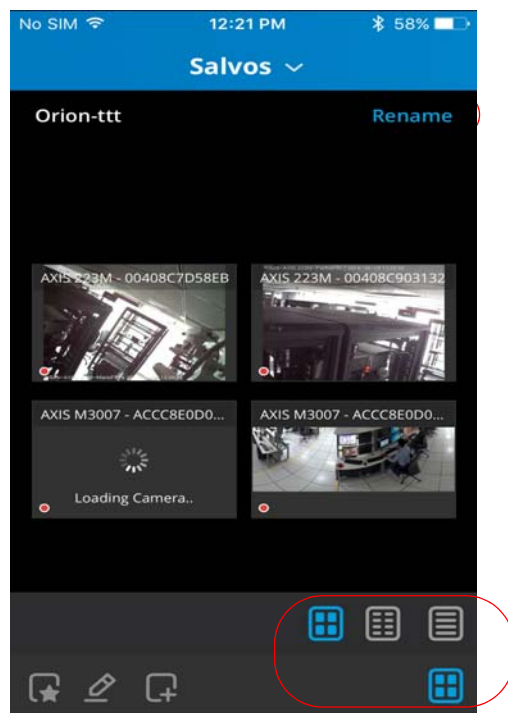 No SIM 12:21 PM 58%
Salvos
Orion-ttt Rename
AXIS 223M - 00408C7D58EB
AXIS 223M - 00408C903132
AXIS M3007 - ACCC8E0D0...
AXIS M3007 - ACCC8E0D0...
Loading Camera..